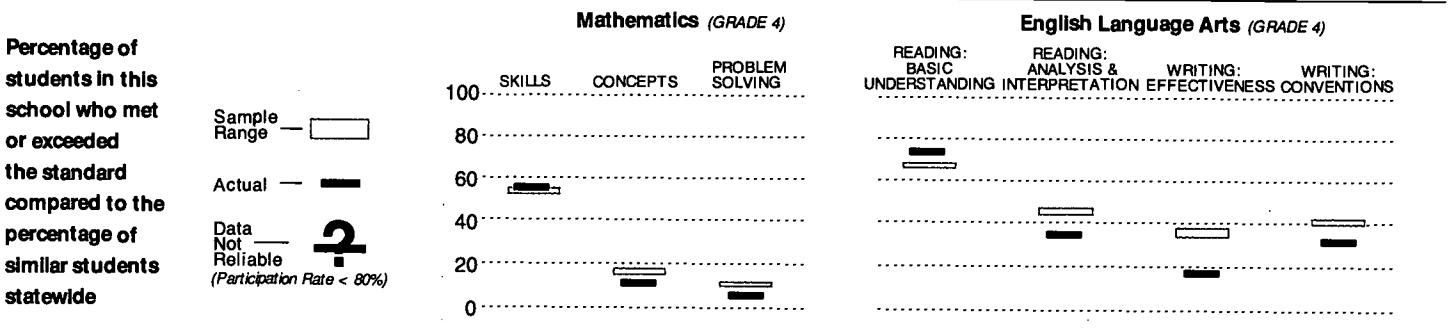 Percentage of
students in this
school who met
or exceeded
the standard
compared to the
percentage of
similar students
statewide
Sample
Range
Actual
Data
Not
Reliable
(Participation Rate < 80%)
?
Mathematics (GRADE 4)
SKILLS
CONCEPTS
PROBLEM
SOLVING
100
80
60
40
20
0
English Language Arts (GRADE 4)
READING:
BASIC
UNDERSTANDING
READING:
ANALYSIS &
INTERPRETATION
WRITING:
EFFECTIVENESS
WRITING:
CONVENTIONS